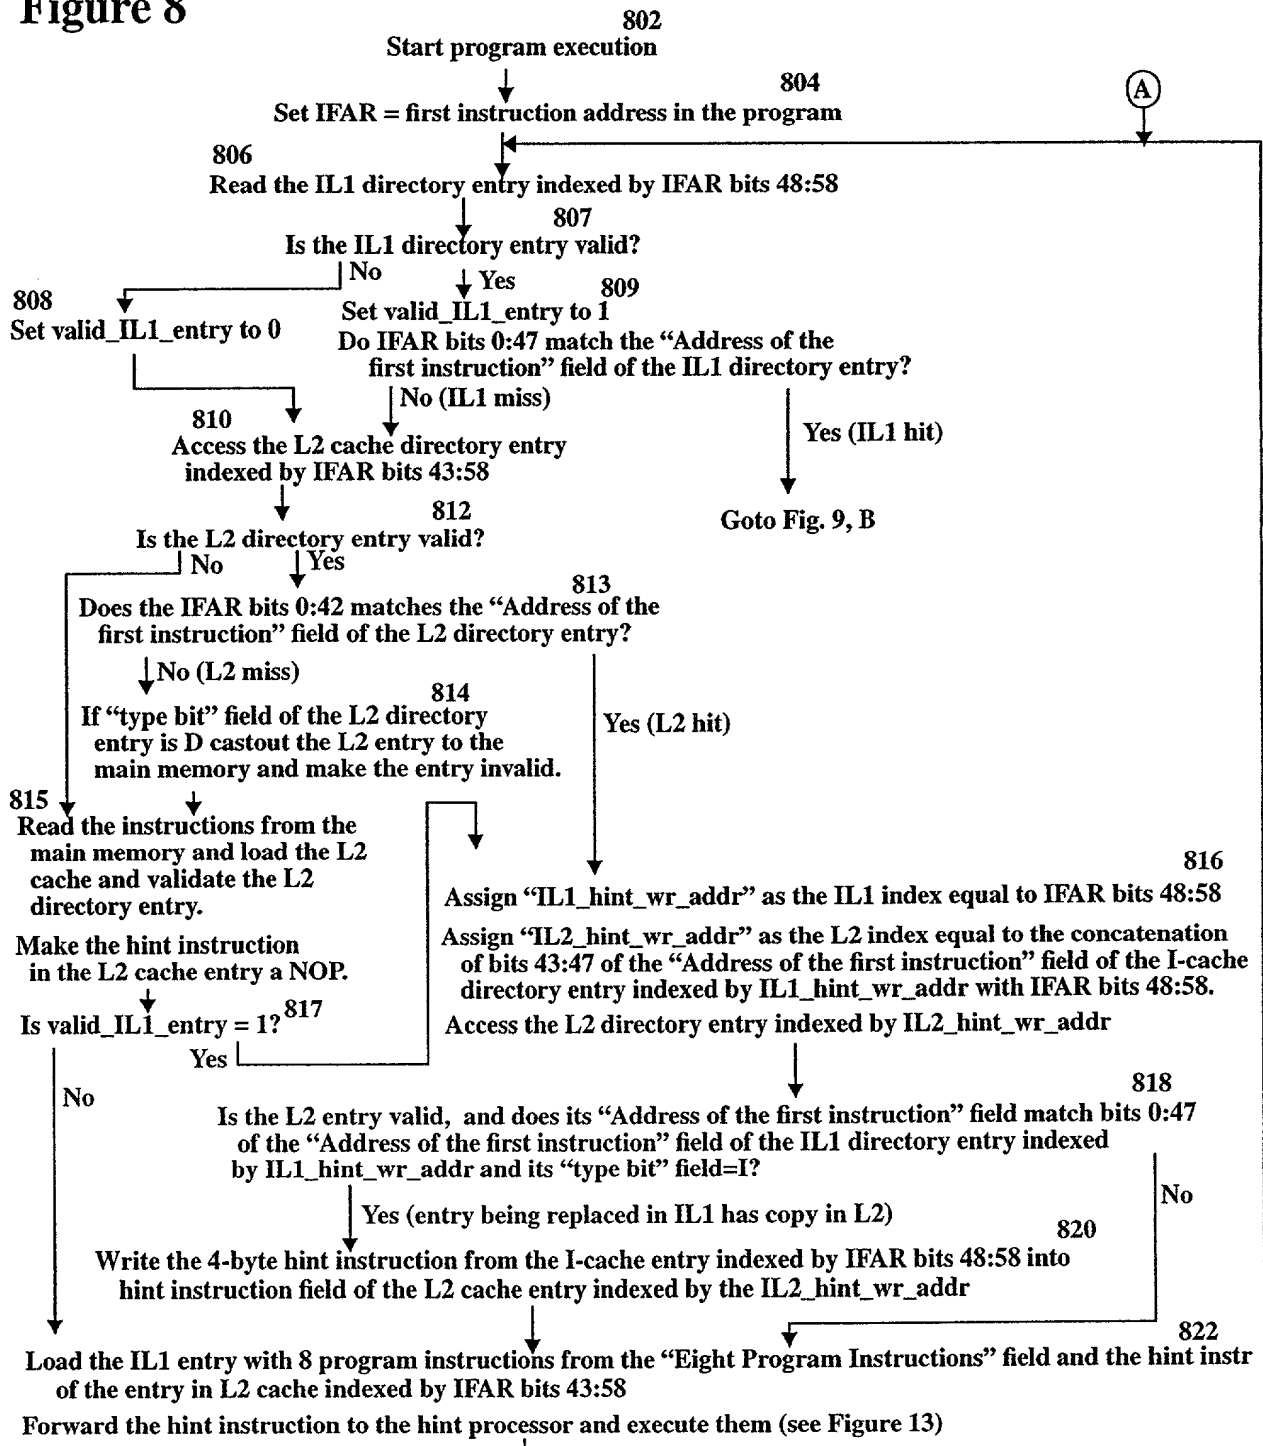 Figure 8
802
Start program execution
804
Set IFAR = first instruction address in the program
A
806
Read the IL1 directory entry indexed by IFAR bits 48:58
807
Is the IL1 directory entry valid?
No
Yes
808
Set valid_IL1_entry to 0
809
Set valid_IL1_entry to 1
Do IFAR bits 0:47 match the “Address of the
first instruction” field of the IL1 directory entry?
No (IL1 miss)
Yes (IL1 hit)
810
Access the L2 cache directory entry
indexed by IFAR bits 43:58
Goto Fig. 9, B
812
Is the L2 directory entry valid?
No
Yes
813
Does the IFAR bits 0:42 matches the “Address of the
first instruction” field of the L2 directory entry?
No (L2 miss)
Yes (L2 hit)
814
If “type bit” field of the L2 directory
entry is D castout the L2 entry to the
main memory and make the entry invalid.
815
Read the instructions from the
main memory and load the L2
cache and validate the L2
directory entry.
Make the hint instruction
in the L2 cache entry a NOP.
Is valid_IL1_entry = 1?
817
Yes
No
816
Assign “IL1_hint_wr_addr” as the IL1 index equal to IFAR bits 48:58
Assign “IL2_hint_wr_addr” as the L2 index equal to the concatenation
of bits 43:47 of the “Address of the first instruction” field of the I-cache
directory entry indexed by IL1_hint_wr_addr with IFAR bits 48:58.
Access the L2 directory entry indexed by IL2_hint_wr_addr
818
Is the L2 entry valid, and does its “Address of the first instruction” field match bits 0:47
of the “Address of the first instruction” field of the IL1 directory entry indexed
by IL1_hint_wr_addr and its “type bit” field=I?
No
Yes (entry being replaced in IL1 has copy in L2)
820
Write the 4-byte hint instruction from the I-cache entry indexed by IFAR bits 48:58 into
hint instruction field of the L2 cache entry indexed by the IL2_hint_wr_addr
822
Load the IL1 entry with 8 program instructions from the “Eight Program Instructions” field and the hint instr
of the entry in L2 cache indexed by IFAR bits 43:58
Forward the hint instruction to the hint processor and execute them (see Figure 13)